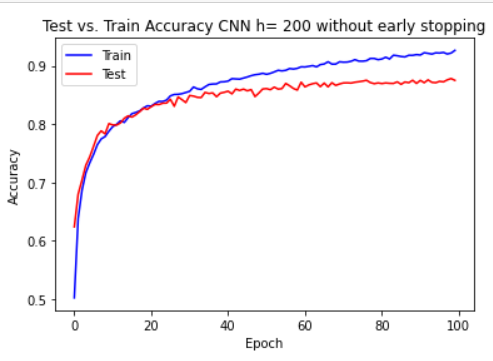 Test vs. Train Accuracy CNN h= 200 without early stopping
Train
Test
0.9
0.8
0.7
0.6
0.5
Accuracy
0 20 40 60 80 100
Epoch